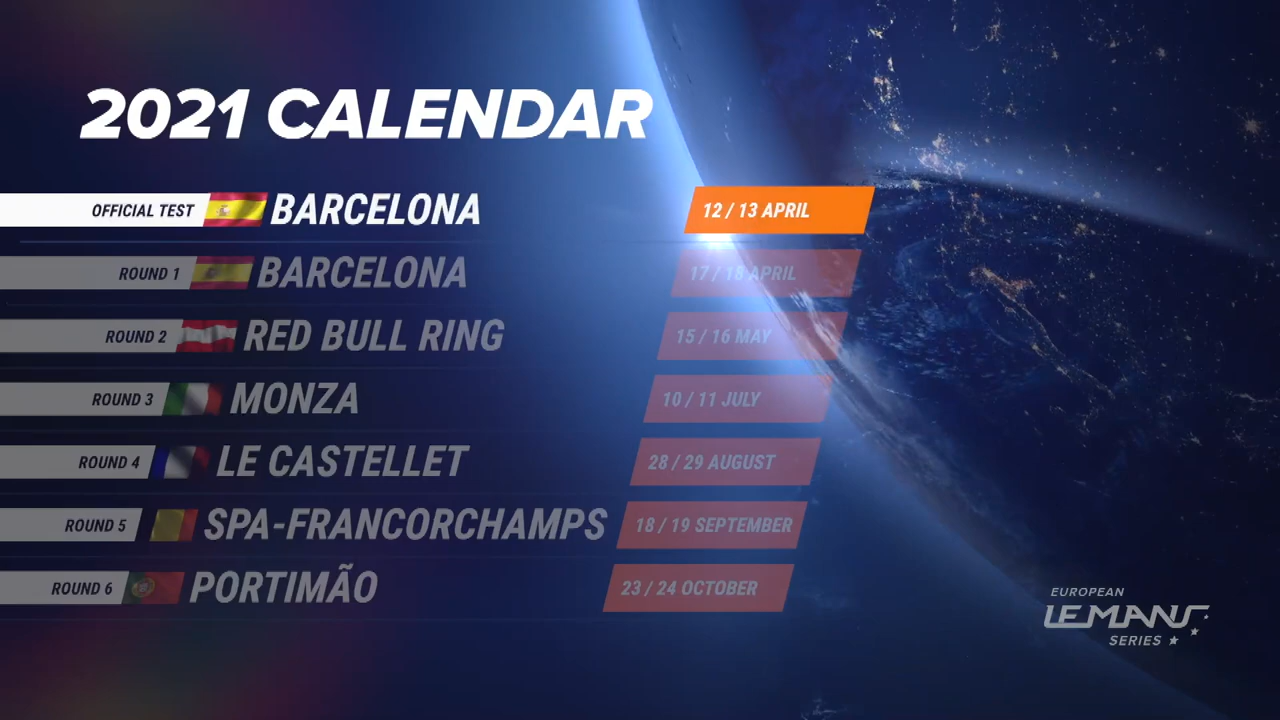 2021 CALENDAR
OFFICIAL TEST BARCELONA 12 / 13 APRIL
ROUND 1 BARCELONA 17 / 18 APRIL
ROUND 2 RED BULL RING 15 / 16 MAY
ROUND 3 MONZA 10 / 11 JULY
ROUND 4 LE CASTELLET 28 / 29 AUGUST
ROUND 5 SPA-FRANCORCHAMPS 18 / 19 SEPTEMBER
ROUND 6 PORTIMÃO 23 / 24 OCTOBER
EUROPEAN
LE MANS
SERIES